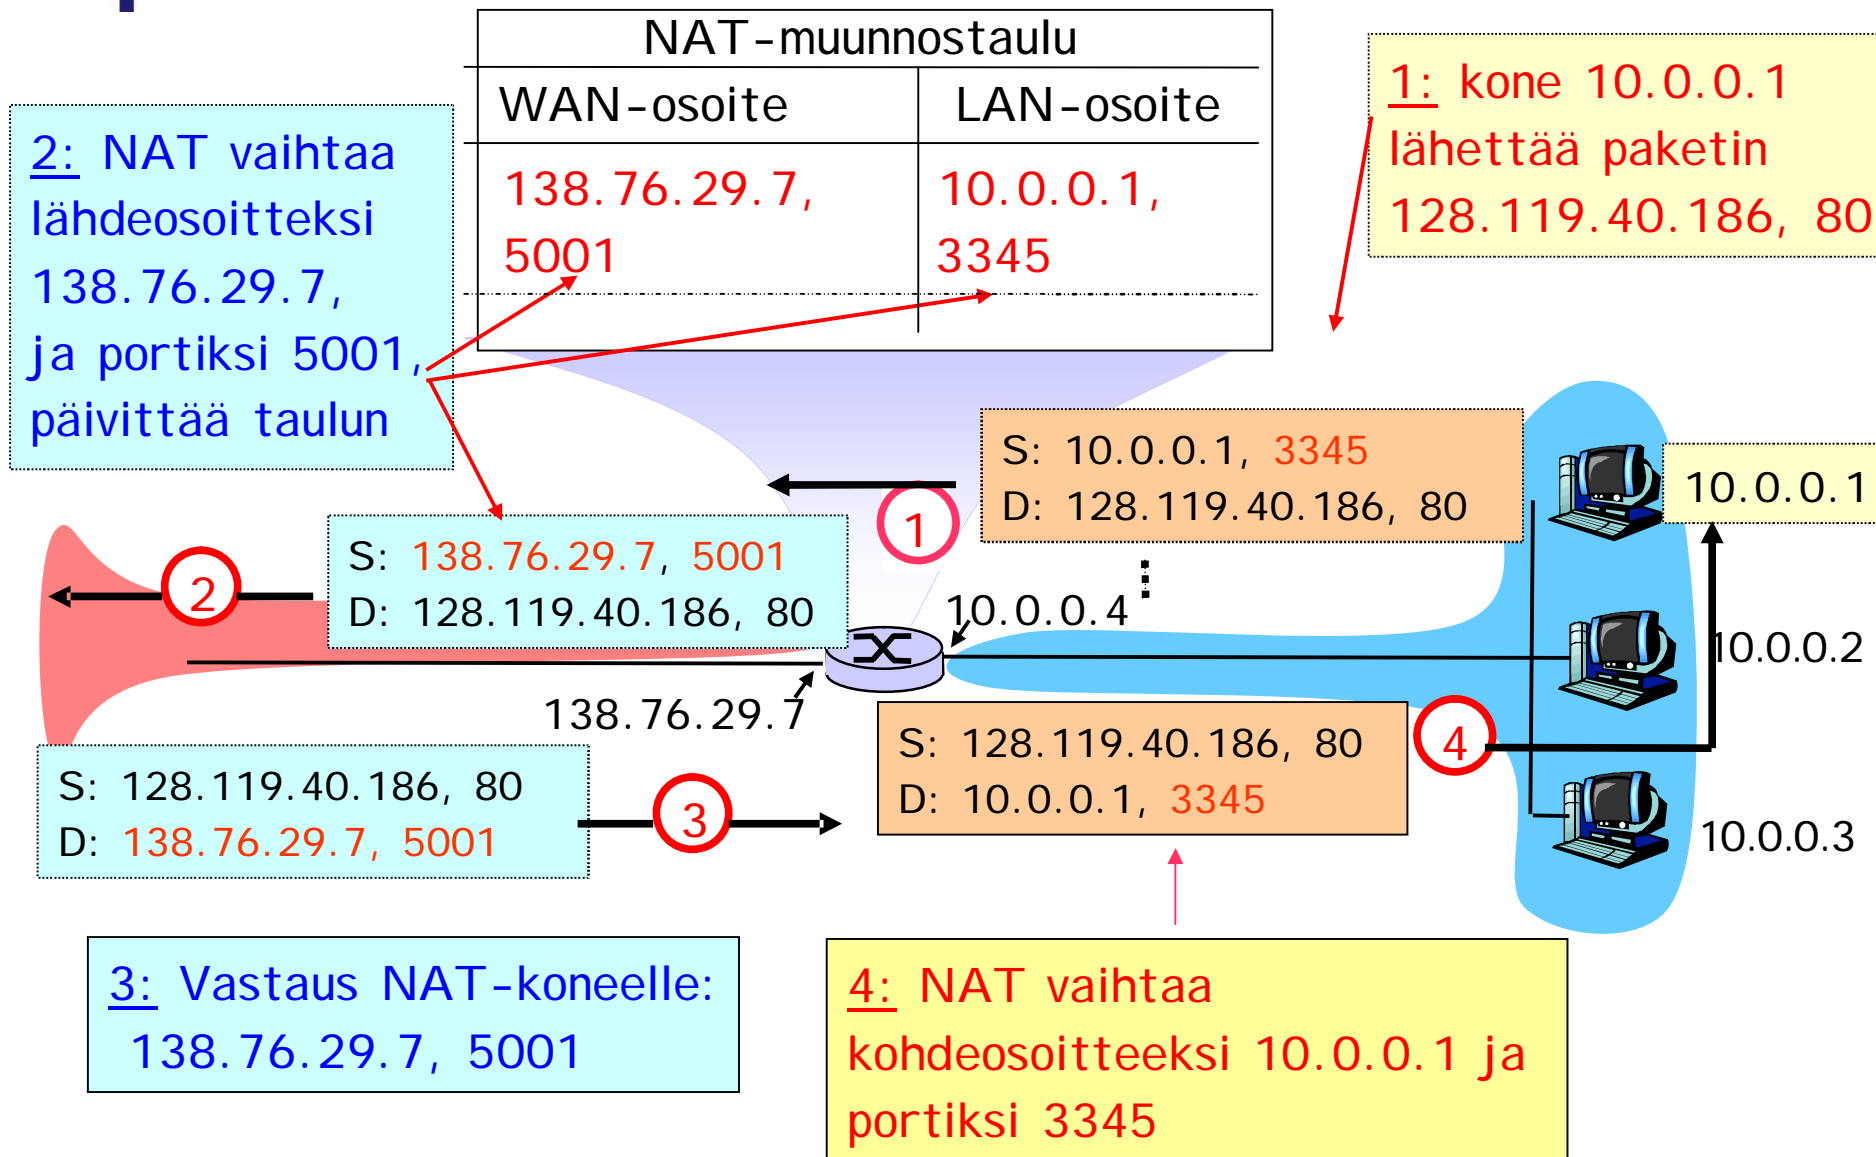 NAT-muunnostaulu
WAN-osoite LAN-osoite
138.76.29.7, 10.0.0.1,
5001 3345
1: kone 10.0.0.1
lähettää paketin
128.119.40.186, 80
2: NAT vaihtaa
lähdeosoitteksi
138.76.29.7,
ja portiksi 5001,
päivittää taulun
S: 10.0.0.1, 3345
D: 128.119.40.186, 80
1
10.0.0.1
S: 138.76.29.7, 5001
D: 128.119.40.186, 80
2
10.0.0.4
10.0.0.2
138.76.29.7
S: 128.119.40.186, 80
D: 10.0.0.1, 3345
4
S: 128.119.40.186, 80
D: 138.76.29.7, 5001
3
10.0.0.3
3: Vastaus NAT-koneelle:
138.76.29.7, 5001
4: NAT vaihtaa
kohdeosoitteeksi 10.0.0.1 ja
portiksi 3345